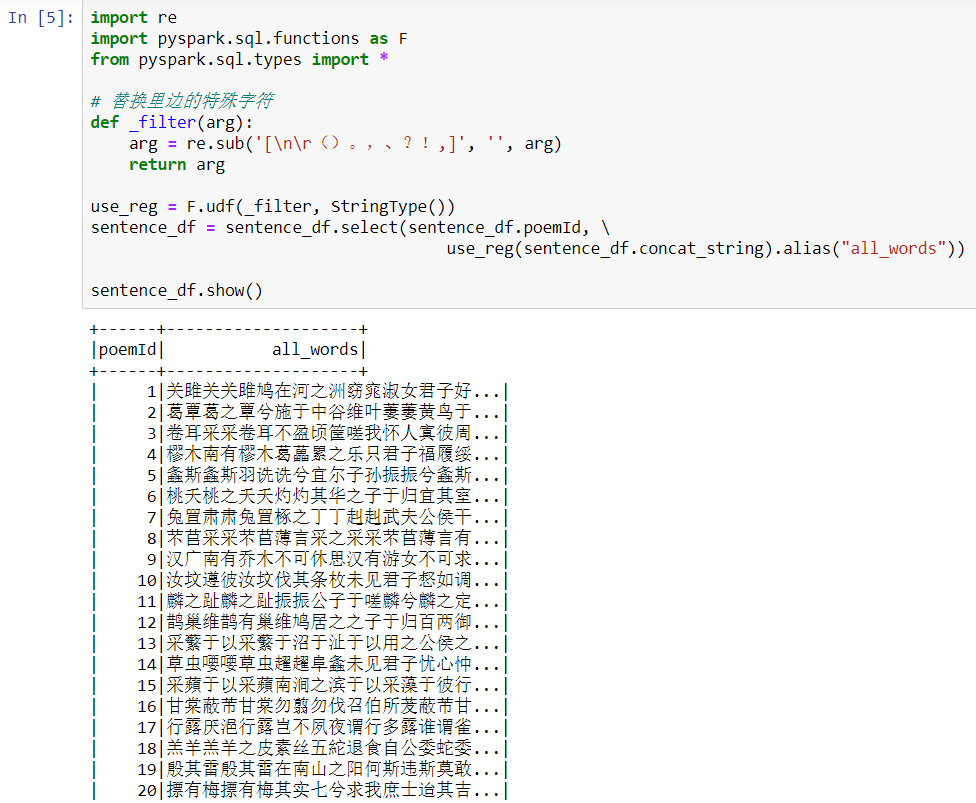 In [5]:
import re
import pyspark.sql.functions as F
from pyspark.sql.types import *

# 替换里边的特殊字符
def _filter(arg):
    arg = re.sub('[\n\r（）。，、？！,]', '', arg)
    return arg

use_reg = F.udf(_filter, StringType())
sentence_df = sentence_df.select(sentence_df.poemId, \
                                 use_reg(sentence_df.concat_string).alias("all_words"))

sentence_df.show()
+------+--------------------+
|poemId|           all_words|
+------+--------------------+
|     1|关雎关关雎鸠在河之洲窈窕淑女君子好...|
|     2|葛覃葛之覃兮施于中谷维叶萋萋黄鸟于...|
|     3|卷耳采采卷耳不盈顷筐嗟我怀人寘彼周...|
|     4|樛木南有樛木葛藟累之乐只君子福履绥...|
|     5|螽斯螽斯羽诜诜兮宜尔子孙振振兮螽斯...|
|     6|桃夭桃之夭夭灼灼其华之子于归宜其室...|
|     7|兔罝肃肃兔罝椓之丁丁赳赳武夫公侯干...|
|     8|芣苢采采芣苢薄言采之采采芣苢薄言有...|
|     9|汉广南有乔木不可休思汉有游女不可求...|
|    10|汝坟遵彼汝坟伐其条枚未见君子惄如调...|
|    11|麟之趾麟之趾振振公子于嗟麟兮麟之定...|
|    12|鹊巢维鹊有巢维鸠居之之子于归百两御...|
|    13|采蘩于以采蘩于沼于沚于以用之公侯之...|
|    14|草虫喓喓草虫趯趯阜螽未见君子忧心忡...|
|    15|采蘋于以采蘋南涧之滨于以采藻于彼行...|
|    16|甘棠蔽芾甘棠勿翦勿伐召伯所茇蔽芾甘...|
|    17|行露厌浥行露岂不夙夜谓行多露谁谓雀...|
|    18|羔羊羔羊之皮素丝五紽退食自公委蛇委...|
|    19|殷其雷殷其雷在南山之阳何斯违斯莫敢...|
|    20|摽有梅摽有梅其实七兮求我庶士迨其吉...|